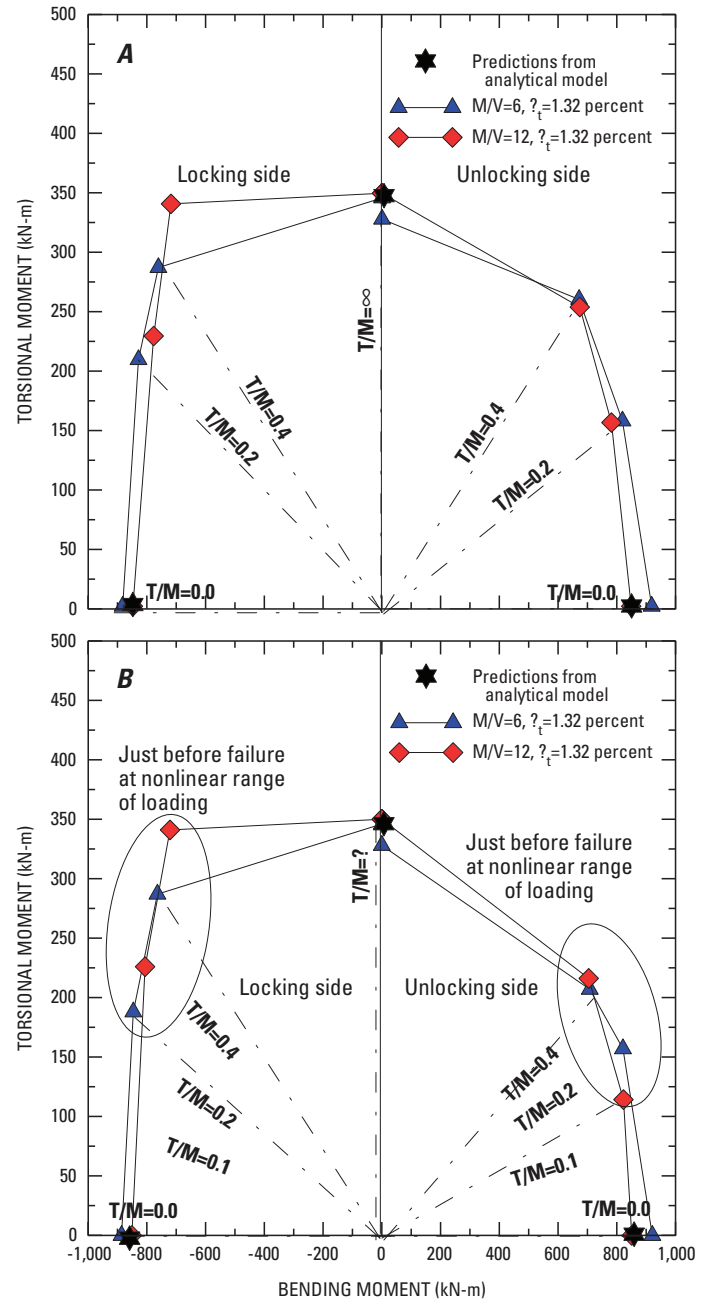 A
Predictions from
analytical model
M/V=6, ?t=1.32 percent
M/V=12, ?t=1.32 percent
Locking side
Unlocking side
T/M=∞
T/M=0.4
T/M=0.2
T/M=0.4
T/M=0.2
T/M=0.0
T/M=0.0
TORSIONAL MOMENT (kN-m)
500
450
400
350
300
250
200
150
100
50
0
B
Predictions from
analytical model
M/V=6, ?t=1.32 percent
M/V=12, ?t=1.32 percent
Just before failure
at nonlinear range
of loading
Just before failure
at nonlinear range
of loading
T/M=?
Locking side
Unlocking side
T/M=0.4
T/M=0.2
T/M=0.1
T/M=0.4
T/M=0.2
T/M=0.1
T/M=0.0
T/M=0.0
TORSIONAL MOMENT (kN-m)
500
450
400
350
300
250
200
150
100
50
0
-1,000 -800 -600 -400 -200 0 200 400 600 800 1,000
BENDING MOMENT (kN-m)